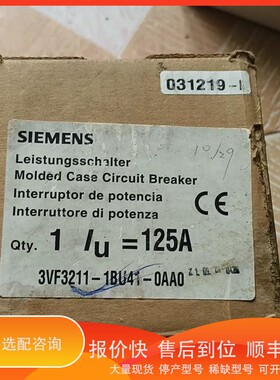 选配咨询
031219-
SIEMENS
10/29
Leistungsschalter
Molded Case Circuit Breaker
Interruptor de potencia
Interruttore di potenza
CE
Qty. 1 Iu = 125A
3VF3211-1BU41-0AA0
报价快 售后到位 顺丰
大量现货 停产型号 稀缺型号 可